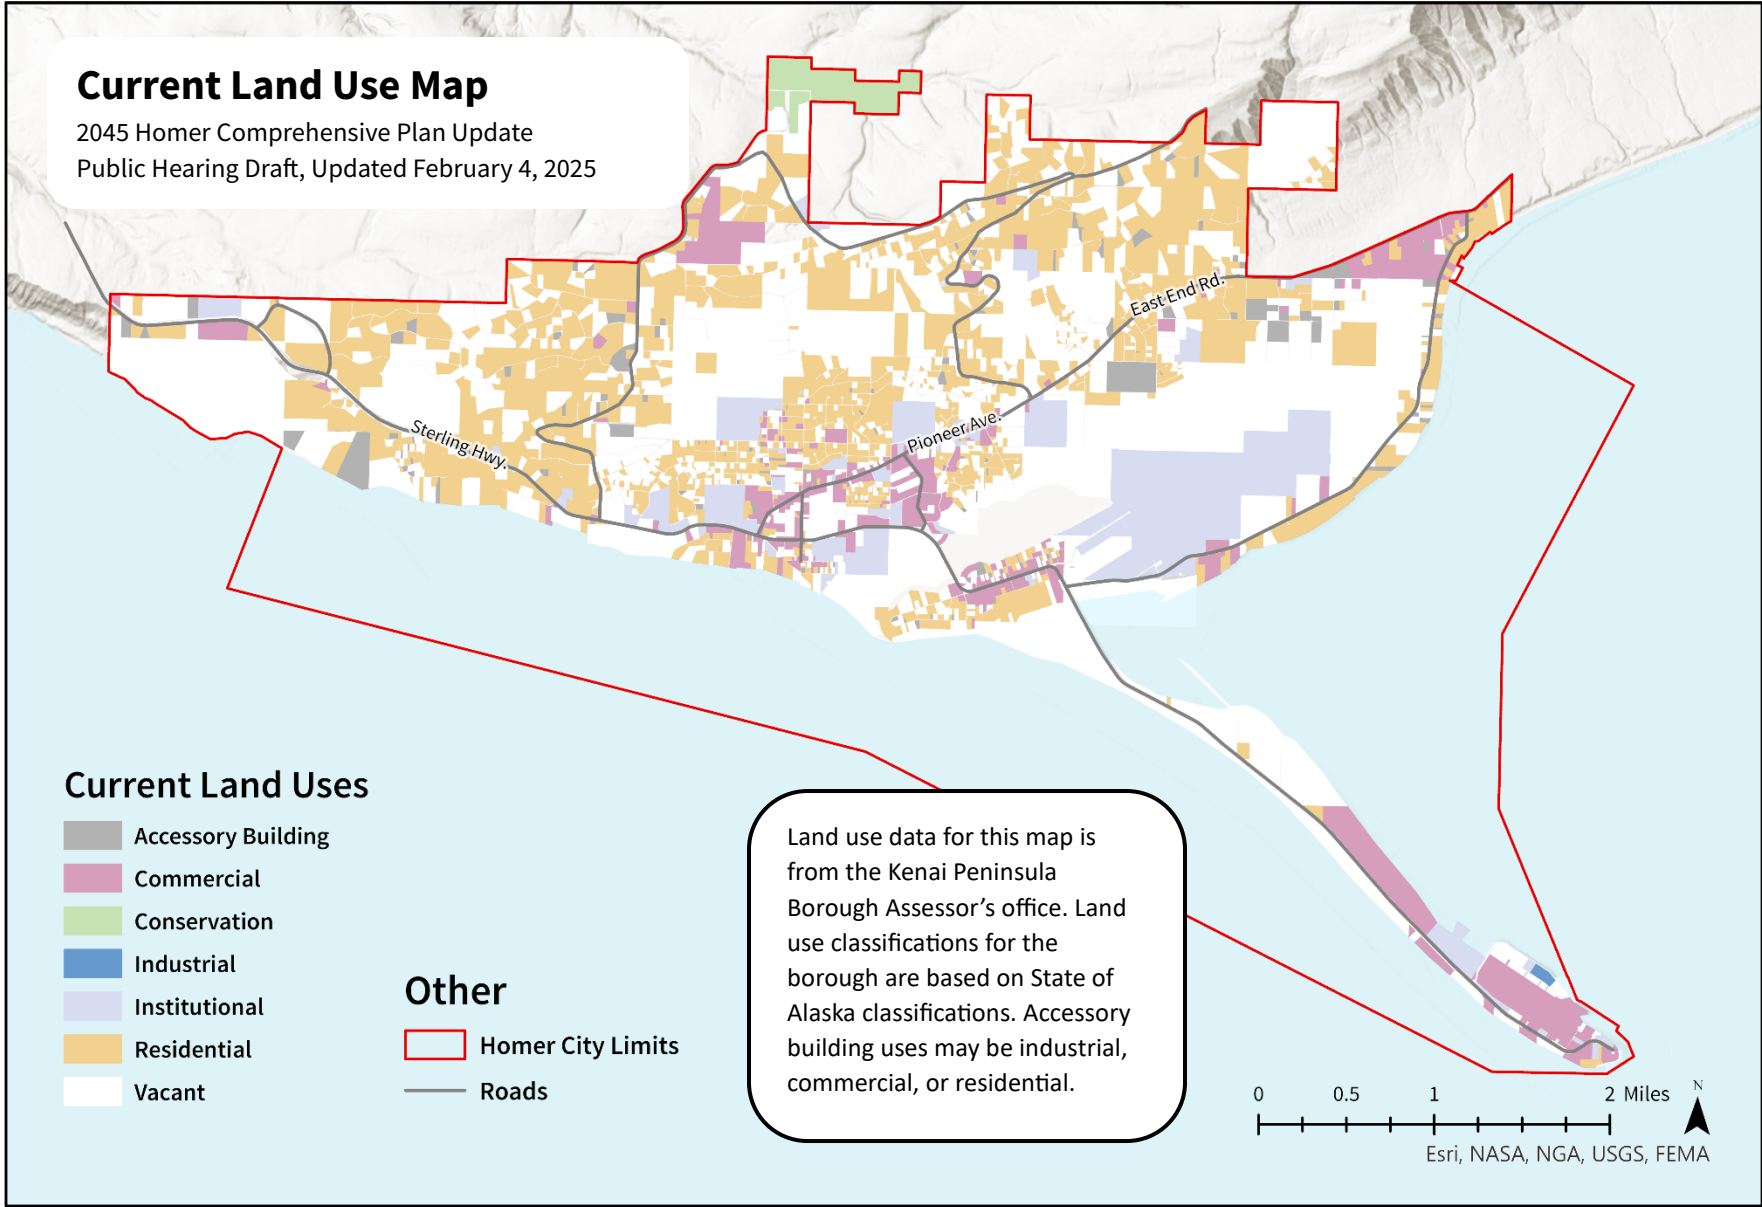 Current Land Use Map
2045 Homer Comprehensive Plan Update
Public Hearing Draft, Updated February 4, 2025
East End Rd.
Pioneer Ave.
Sterling Hwy.
Current Land Uses
Accessory Building
Commercial
Conservation
Industrial
Institutional
Residential
Vacant
Other
Homer City Limits
Roads
Land use data for this map is
from the Kenai Peninsula
Borough Assessor’s office. Land
use classifications for the
borough are based on State of
Alaska classifications. Accessory
building uses may be industrial,
commercial, or residential.
0 0.5 1 2 Miles
N
Esri, NASA, NGA, USGS, FEMA